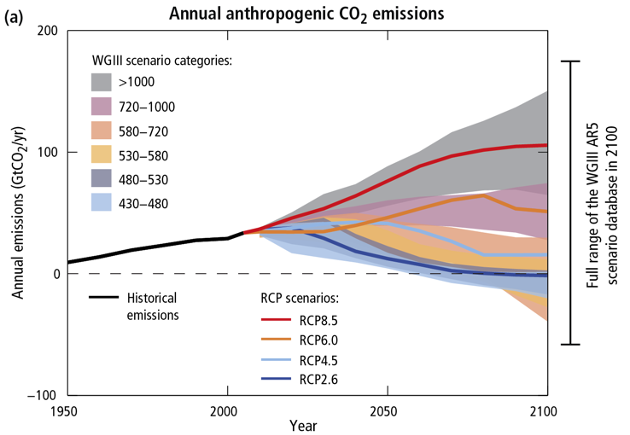 (a)
Annual anthropogenic CO2 emissions
Annual emissions (GtCO2/yr)
200
100
0
−100
WGIII scenario categories:
>1000
720−1000
580−720
530−580
480−530
430−480
Historical
emissions
RCP scenarios:
RCP8.5
RCP6.0
RCP4.5
RCP2.6
1950
2000
2050
2100
Year
Full range of the WGIII AR5
scenario database in 2100